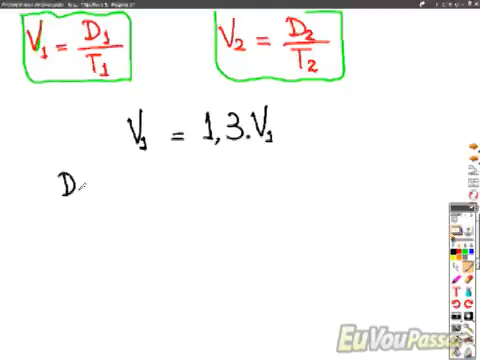 V1 = D1/T1
V2 = D2/T2
V1 = 1,3.V1
D
EuVouPassar